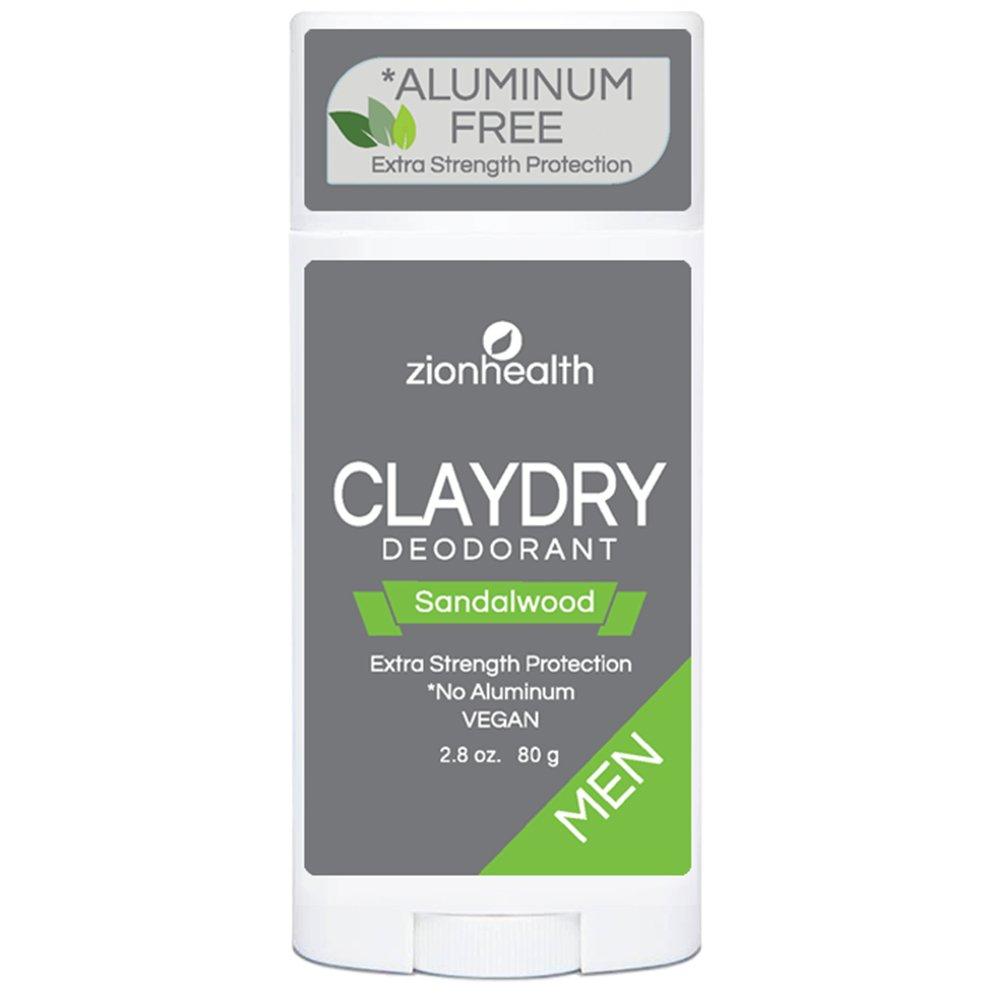 *ALUMINUM
FREE
Extra Strength Protection
zionhealth
CLAYDRY
DEODORANT
Sandalwood
Extra Strength Protection
*No Aluminum
VEGAN
2.8 oz. 80 g
MEN